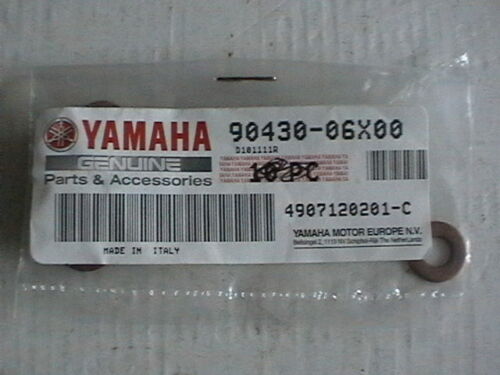 YAMAHA
GENUINE
Parts & Accessories
90430-06X00
D101111R
10 PC
4907120201-C
YAMAHA MOTOR EUROPE N.V.
MADE IN ITALY